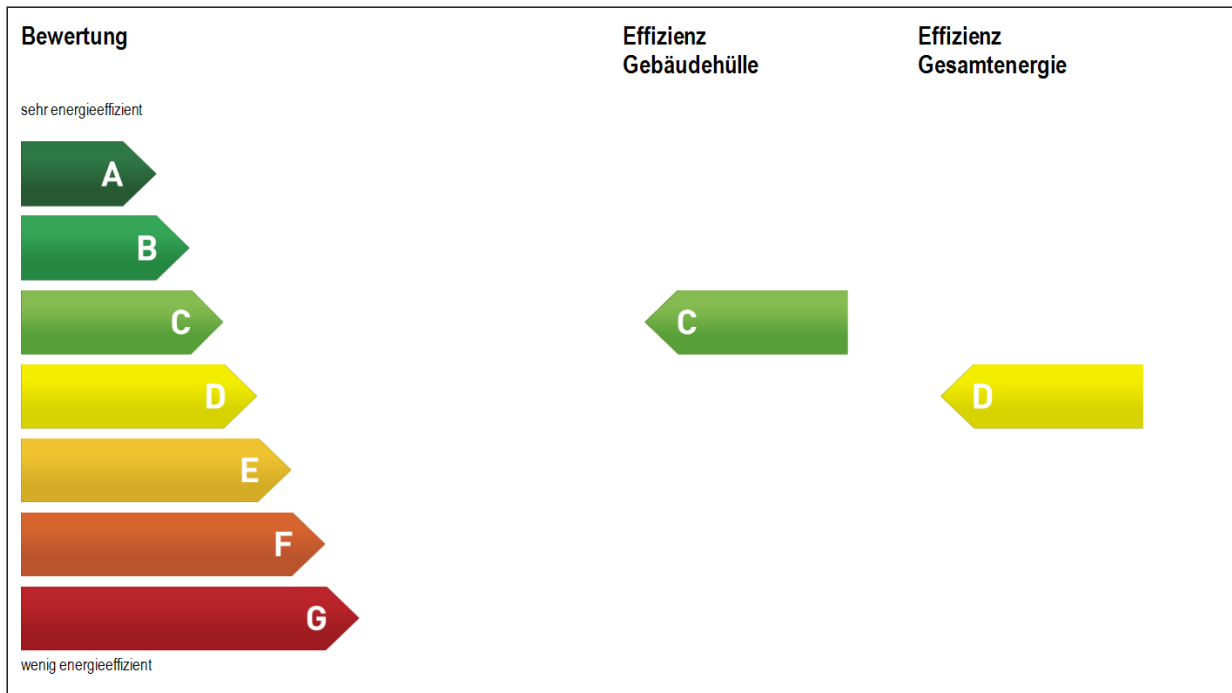 Bewertung
Effizienz
Gebäudehülle
Effizienz
Gesamtenergie
sehr energieeffizient
A
B
C
C
D
D
E
F
G
wenig energieeffizient